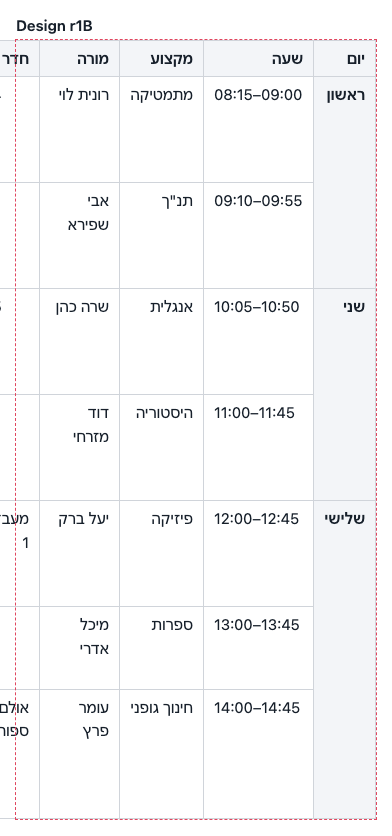 Design r1B
יום שעה מקצוע מורה חדר
ראשון 08:15–09:00 מתמטיקה רונית לוי
09:10–09:55 תנ"ך אבי
שפירא
שני 10:05–10:50 אנגלית שרה כהן
11:00–11:45 היסטוריה דוד
מזרחי
שלישי 12:00–12:45 פיזיקה יעל ברק
1
13:00–13:45 ספרות מיכל
אדרי
14:00–14:45 חינוך גופני עומר אולם
פרץ